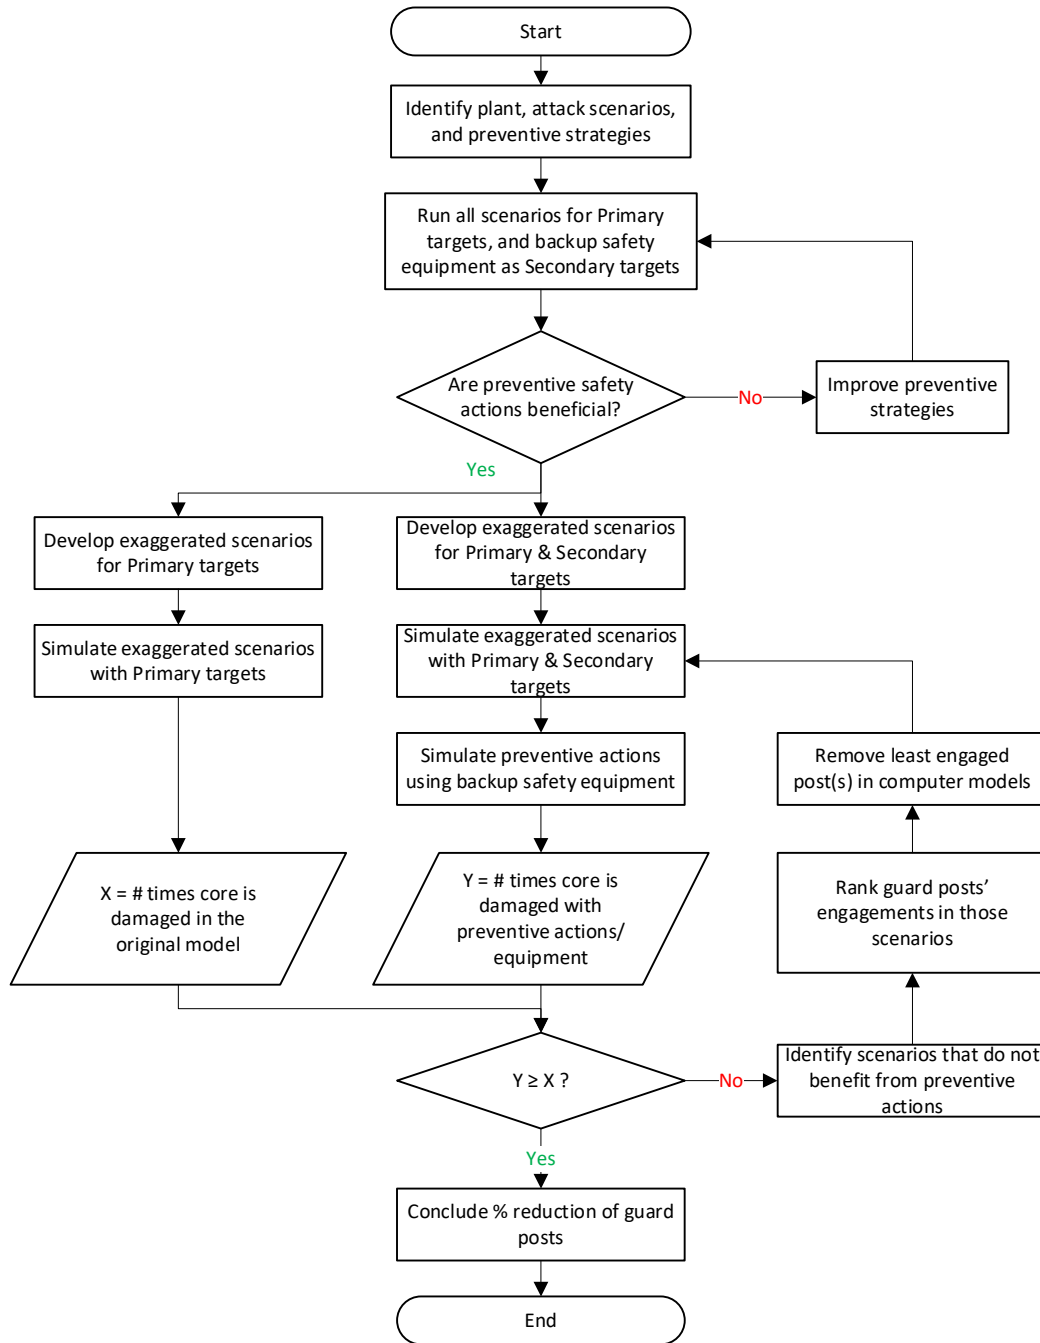 Start
Identify plant, attack scenarios,
and preventive strategies
Run all scenarios for Primary
targets, and backup safety
equipment as Secondary targets
Are preventive safety
actions beneficial?
No
Improve preventive
strategies
Yes
Develop exaggerated scenarios
for Primary targets
Develop exaggerated scenarios
for Primary & Secondary
targets
Simulate exaggerated scenarios
with Primary targets
Simulate exaggerated scenarios
with Primary & Secondary
targets
Simulate preventive actions
using backup safety equipment
Remove least engaged
post(s) in computer models
X = # times core is
damaged in the
original model
Y = # times core is
damaged with
preventive actions/
equipment
Rank guard posts’
engagements in those
scenarios
Y ≥ X ?
No
Identify scenarios that do not
benefit from preventive
actions
Yes
Conclude % reduction of guard
posts
End